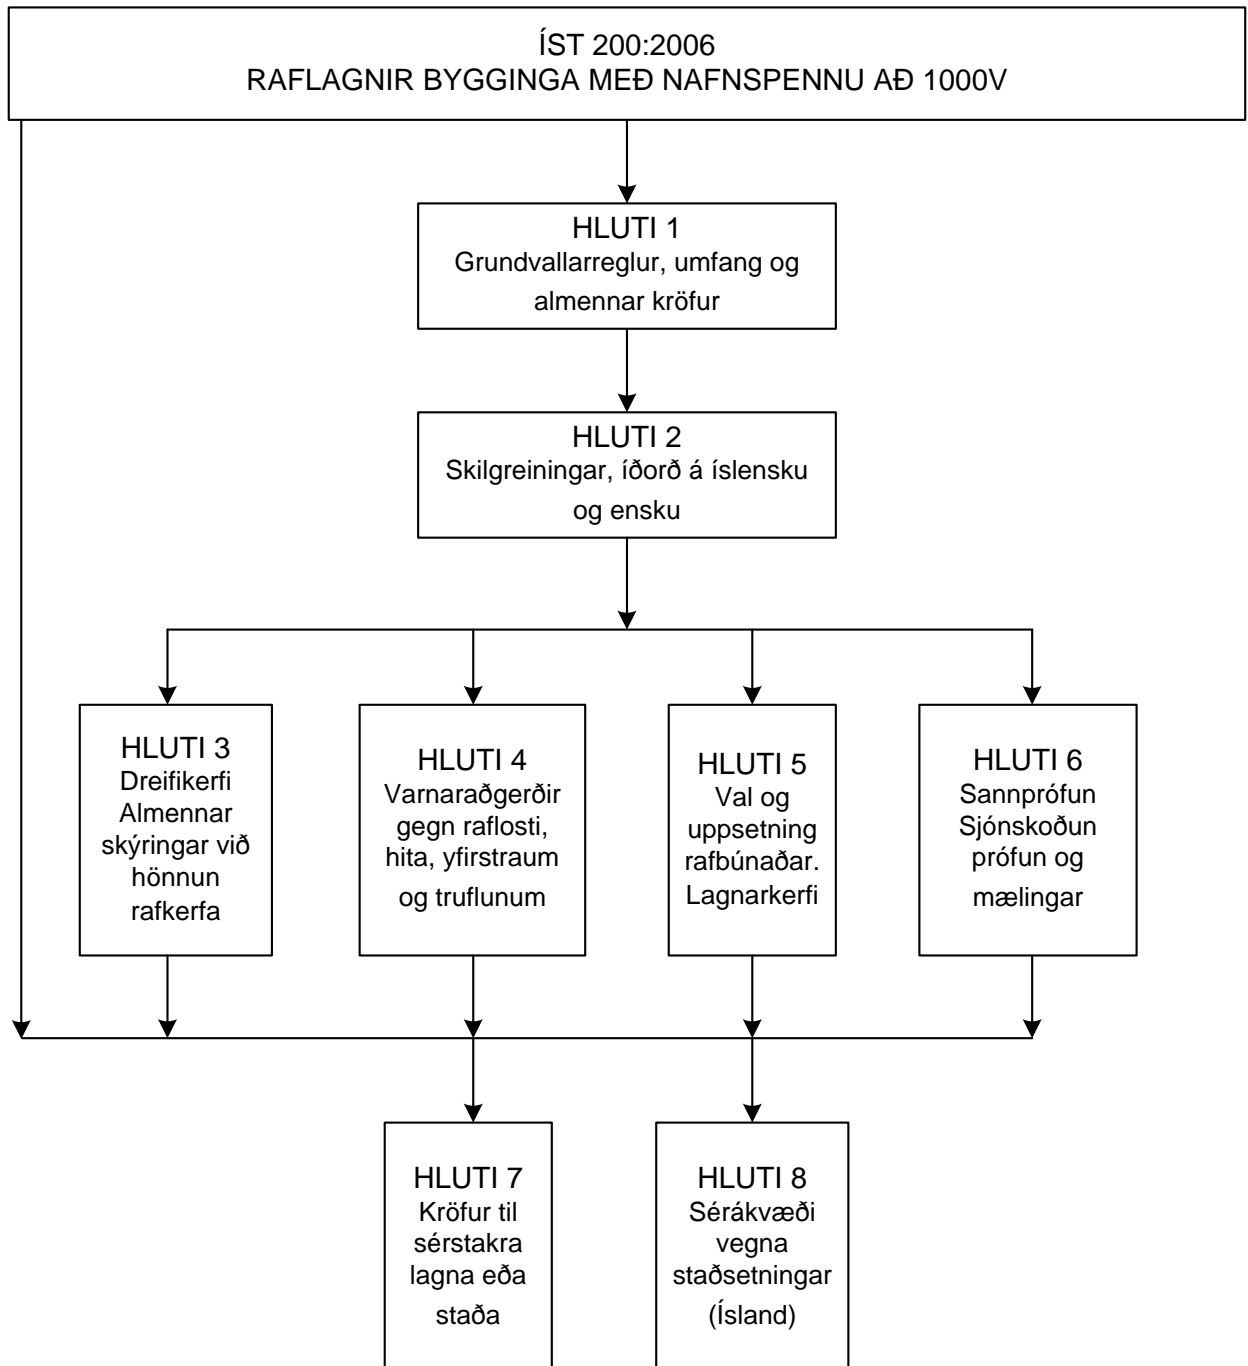 ÍST 200:2006
RAFLAGNIR BYGGINGA MEÐ NAFNSPENNU AÐ 1000V
HLUTI 1
Grundvallarreglur, umfang og
almennar kröfur
HLUTI 2
Skilgreiningar, íðorð á íslensku
og ensku
HLUTI 3
Dreifikerfi
Almennar
skýringar við
hönnun
rafkerfa
HLUTI 4
Varnaraðgerðir
gegn raflosti,
hita, yfirstraum
og truflunum
HLUTI 5
Val og
uppsetning
rafbúnaðar.
Lagnarkerfi
HLUTI 6
Sannprófun
Sjónskoðun
prófun og
mælingar
HLUTI 7
Kröfur til
sérstakra
lagna eða
staða
HLUTI 8
Sérákvæði
vegna
staðsetningar
(Ísland)